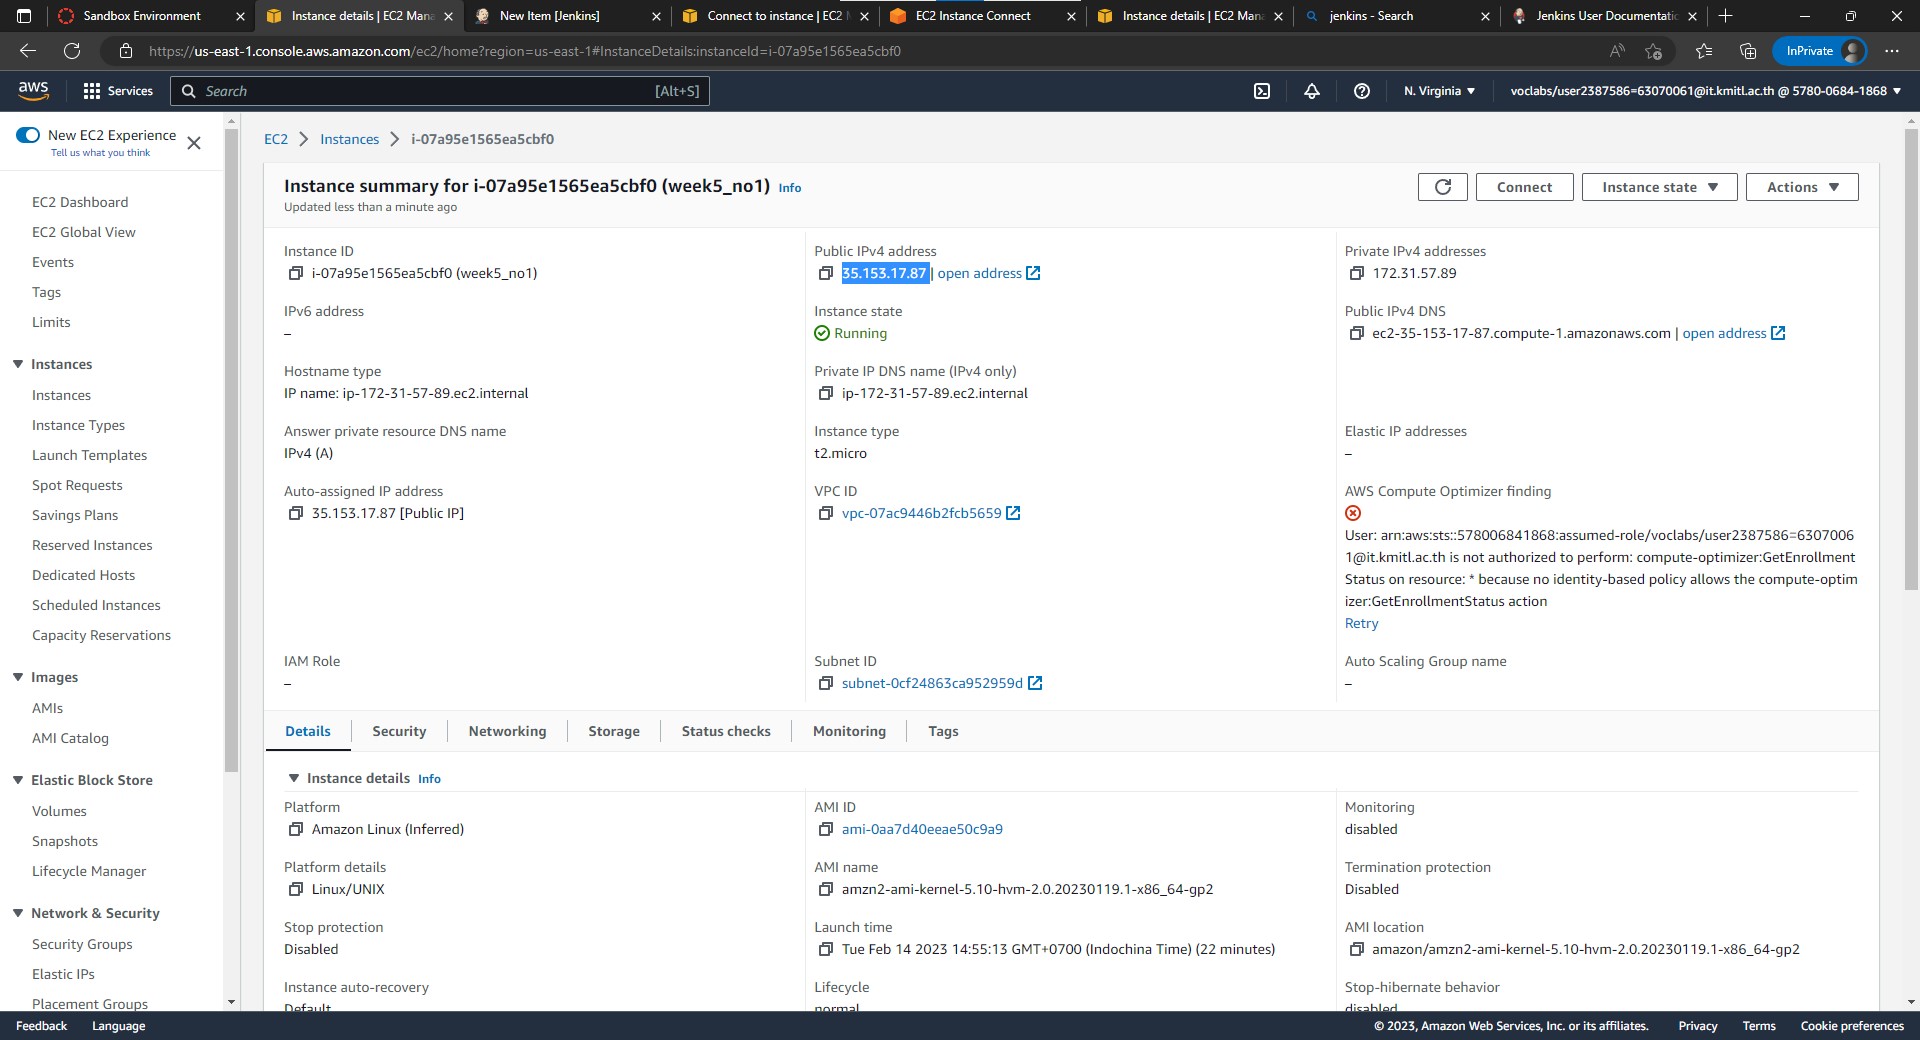 Sandbox Environment
Instance details | EC2 Mana
New Item [Jenkins]
Connect to instance | EC2 M
EC2 Instance Connect
Instance details | EC2 Mana
jenkins - Search
Jenkins User Documentatio
https://us-east-1.console.aws.amazon.com/ec2/home?region=us-east-1#InstanceDetails:instanceId=i-07a95e1565ea5cbf0
InPrivate
aws
Services
Search
[Alt+S]
N. Virginia
voclabs/user2387586=63070061@it.kmitl.ac.th @ 5780-0684-1868
New EC2 Experience
Tell us what you think
EC2 Dashboard
EC2 Global View
Events
Tags
Limits
Instances
Instances
Instance Types
Launch Templates
Spot Requests
Savings Plans
Reserved Instances
Dedicated Hosts
Scheduled Instances
Capacity Reservations
Images
AMIs
AMI Catalog
Elastic Block Store
Volumes
Snapshots
Lifecycle Manager
Network & Security
Security Groups
Elastic IPs
Placement Groups
EC2 > Instances > i-07a95e1565ea5cbf0
Instance summary for i-07a95e1565ea5cbf0 (week5_no1) Info
Updated less than a minute ago
Connect
Instance state
Actions
Instance ID
i-07a95e1565ea5cbf0 (week5_no1)
Public IPv4 address
35.153.17.87 | open address
Private IPv4 addresses
172.31.57.89
IPv6 address
–
Instance state
Running
Public IPv4 DNS
ec2-35-153-17-87.compute-1.amazonaws.com | open address
Hostname type
IP name: ip-172-31-57-89.ec2.internal
Private IP DNS name (IPv4 only)
ip-172-31-57-89.ec2.internal
Answer private resource DNS name
IPv4 (A)
Instance type
t2.micro
Elastic IP addresses
–
Auto-assigned IP address
35.153.17.87 [Public IP]
VPC ID
vpc-07ac9446b2fcb5659
AWS Compute Optimizer finding
User: arn:aws:sts::578006841868:assumed-role/voclabs/user2387586=6307006
1@it.kmitl.ac.th is not authorized to perform: compute-optimizer:GetEnrollment
Status on resource: * because no identity-based policy allows the compute-optim
izer:GetEnrollmentStatus action
Retry
IAM Role
–
Subnet ID
subnet-0cf24863ca952959d
Auto Scaling Group name
–
Details
Security
Networking
Storage
Status checks
Monitoring
Tags
Instance details Info
Platform
Amazon Linux (Inferred)
AMI ID
ami-0aa7d40eeae50c9a9
Monitoring
disabled
Platform details
Linux/UNIX
AMI name
amzn2-ami-kernel-5.10-hvm-2.0.20230119.1-x86_64-gp2
Termination protection
Disabled
Stop protection
Disabled
Launch time
Tue Feb 14 2023 14:55:13 GMT+0700 (Indochina Time) (22 minutes)
AMI location
amazon/amzn2-ami-kernel-5.10-hvm-2.0.20230119.1-x86_64-gp2
Instance auto-recovery
Default
Lifecycle
normal
Stop-hibernate behavior
disabled
Feedback
Language
© 2023, Amazon Web Services, Inc. or its affiliates.
Privacy
Terms
Cookie preferences